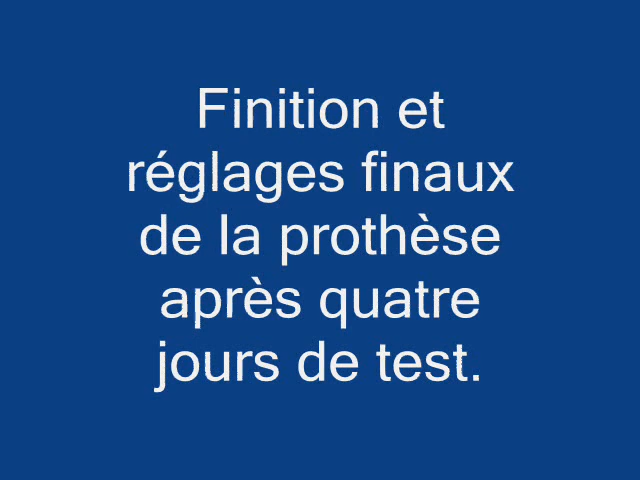 Finition et
réglages finaux
de la prothèse
après quatre
jours de test.